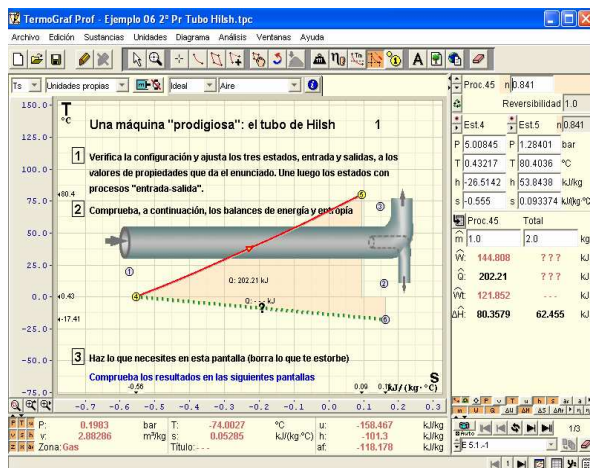 TermoGraf Prof - Ejemplo 06 2º Pr Tubo Hilsh.tpc
Archivo Edición Sustancias Unidades Diagrama Análisis Ventanas Ayuda
Ts Unidades propias Ideal Aire
Proc.45 n 0.841
Reversibilidad 1.0
Est.4 Est.5 n 0.841
P 5.00845 P 1.28401 bar
T 0.43217 T 80.4036 °C
h -26.5142 h 53.8438 kJ/kg
s -0.555 s 0.093374 kJ/kg·°C
Proc.45 Total
m 1.0 2.0 kg
W: 144.808 ? ? ? kJ
Q: 202.21 ? ? ? kJ
Wt: 121.852 - - - kJ
ΔH: 80.3579 62.455 kJ
T
°C
150.0
125.0
100.0
75.0
50.0
25.0
0.0
-25.0
-50.0
-75.0
80.4
0.43
-17.41
Una máquina "prodigiosa": el tubo de Hilsh 1
1 Verifica la configuración y ajusta los tres estados, entrada y salidas, a los
valores de propiedades que da el enunciado. Une luego los estados con
procesos "entrada-salida".
2 Comprueba, a continuación, los balances de energía y entropía
5
3
1
2
4
6
Q: 202.21 kJ
Q: - - - kJ
?
3 Haz lo que necesites en esta pantalla (borra lo que te estorbe)
Comprueba los resultados en las siguientes pantallas
S
kJ/(kg·°C)
-0.56 0.09
-0.7 -0.6 -0.5 -0.4 -0.3 -0.2 -0.1 0.0 0.1 0.2 0.3
P: 0.1983 bar T: -74.0027 °C u: -158.467 kJ/kg
v: 2.88286 m³/kg s: 0.05285 kJ/(kg·°C) h: -101.3 kJ/kg
Zona: Gas Título: - - - af: -118.178 kJ/kg
Auto 1/3
E 5.1.-1
1